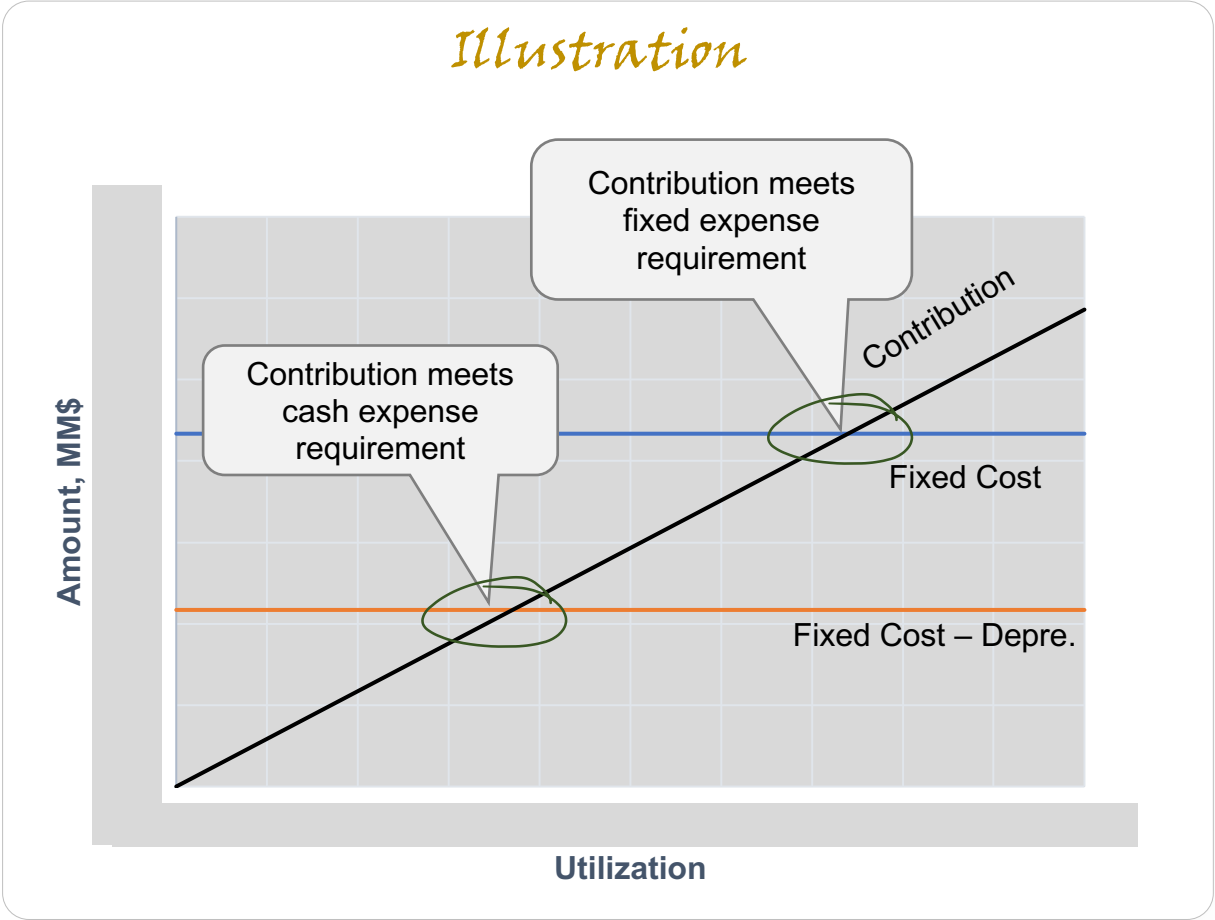 Illustration
Contribution meets
fixed expense
requirement
Contribution
Contribution meets
cash expense
requirement
Fixed Cost
Fixed Cost – Depre.
Amount, MM$
Utilization